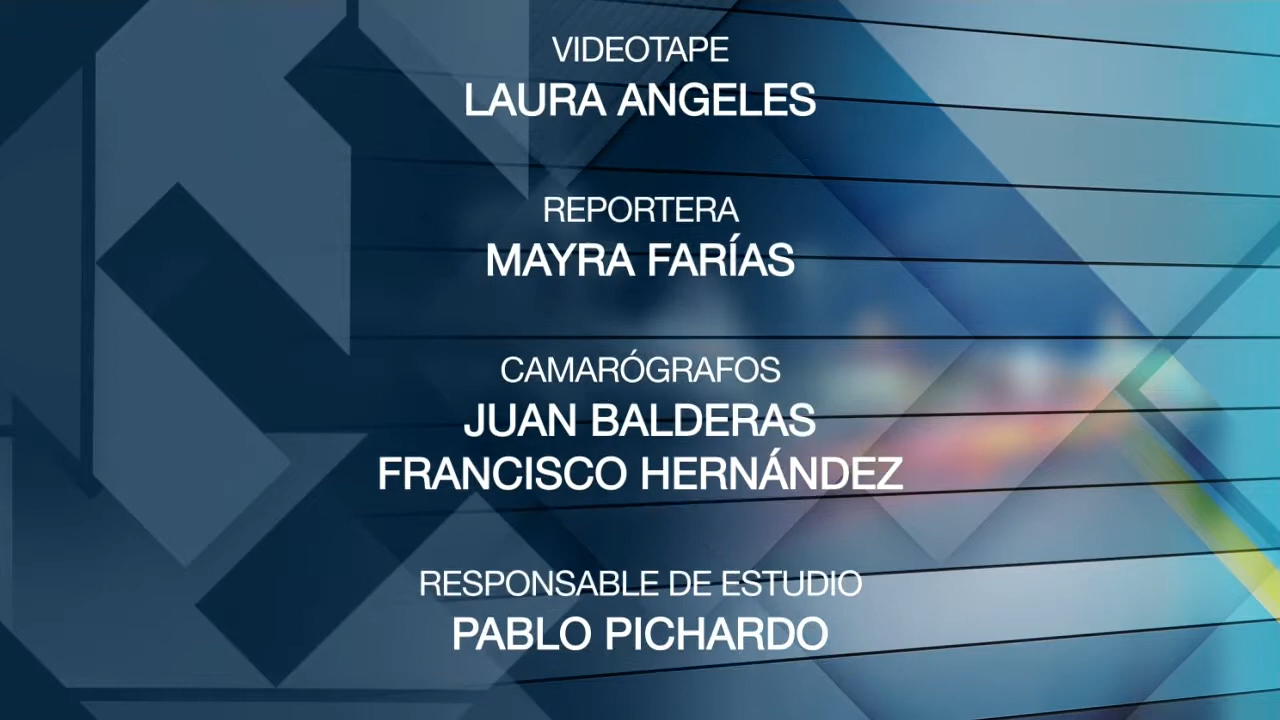 VIDEOTAPE
LAURA ANGELES
REPORTERA
MAYRA FARÍAS
CAMARÓGRAFOS
JUAN BALDERAS
FRANCISCO HERNÁNDEZ
RESPONSABLE DE ESTUDIO
PABLO PICHARDO